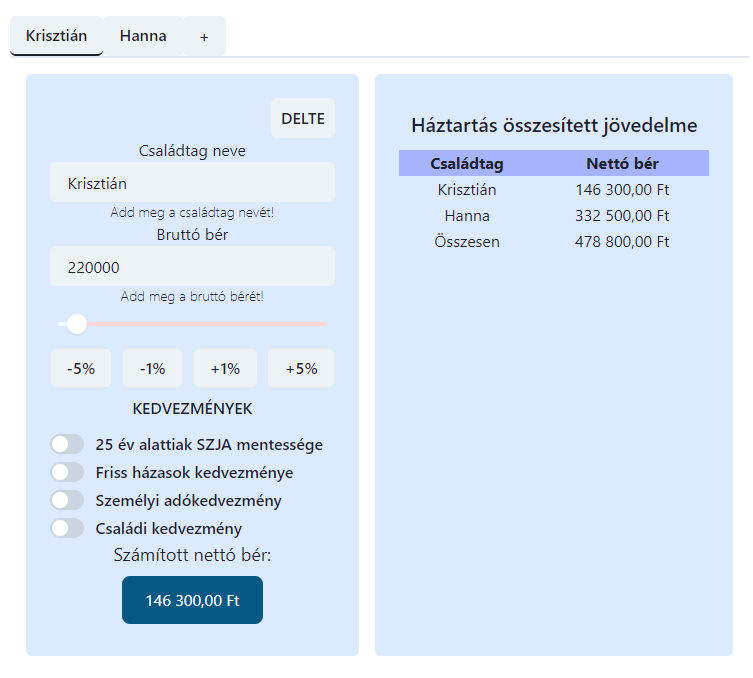 Krisztián Hanna +
DELTE
Családtag neve
Krisztián
Add meg a családtag nevét!
Bruttó bér
220000
Add meg a bruttó bérét!
-5% -1% +1% +5%
KEDVEZMÉNYEK
25 év alattiak SZJA mentessége
Friss házasok kedvezménye
Személyi adókedvezmény
Családi kedvezmény
Számított nettó bér:
146 300,00 Ft
Háztartás összesített jövedelme
Családtag Nettó bér
Krisztián 146 300,00 Ft
Hanna 332 500,00 Ft
Összesen 478 800,00 Ft